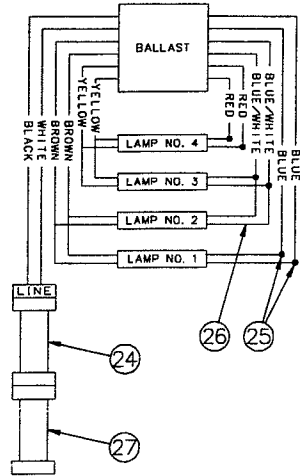 BALLAST
BLACK
WHITE
BROWN
BROWN
YELLOW
YELLOW
RED
RED
BLUE/WHITE
BLUE/WHITE
BLUE
BLUE
LAMP NO. 4
LAMP NO. 3
LAMP NO. 2
LAMP NO. 1
LINE
26
25
24
27